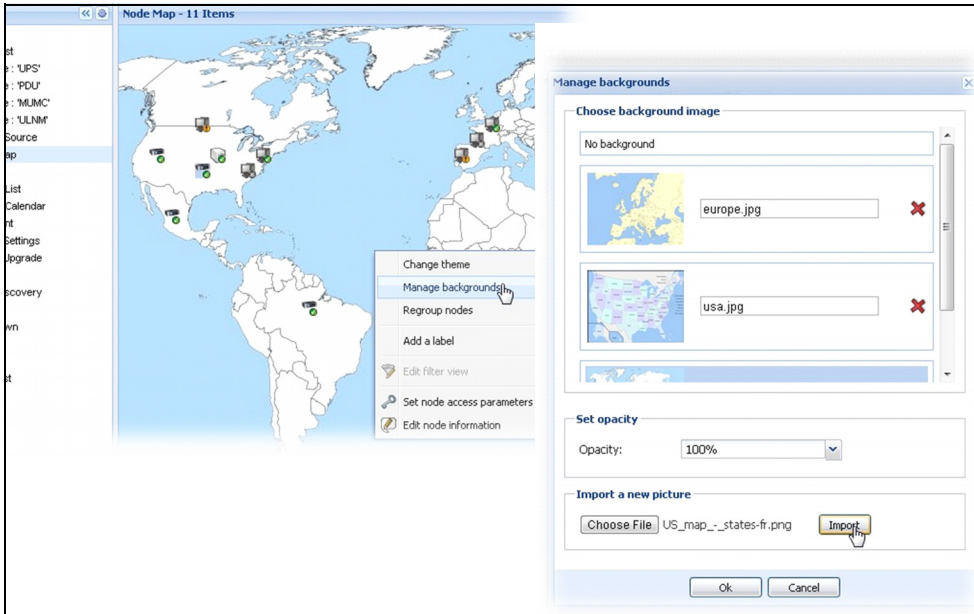 Node Map - 11 Items
st
e : 'UPS'
e : 'PDU'
e : 'MUMC'
e : 'ULNM'
Source
ap
List
Calendar
nt
Settings
Upgrade
scovery
wn
st
Change theme
Manage backgrounds
Regroup nodes
Add a label
Edit filter view
Set node access parameters
Edit node information
Manage backgrounds
Choose background image
No background
europe.jpg
usa.jpg
Set opacity
Opacity: 100%
Import a new picture
Choose File US_map_-_states-fr.png Import
Ok Cancel